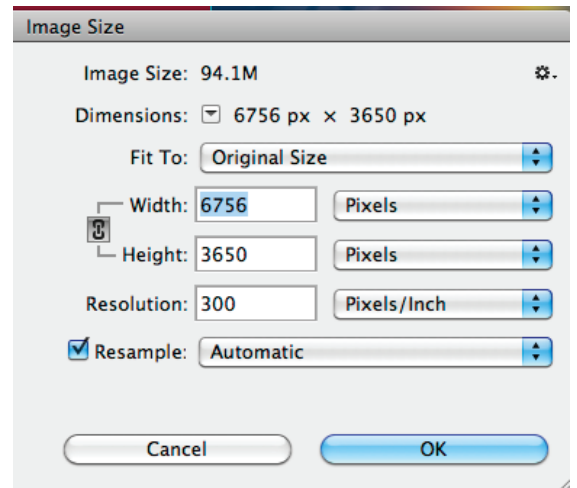 Image Size
Image Size: 94.1M
Dimensions: 6756 px × 3650 px
Fit To: Original Size
Width: 6756 Pixels
Height: 3650 Pixels
Resolution: 300 Pixels/Inch
Resample: Automatic
Cancel OK